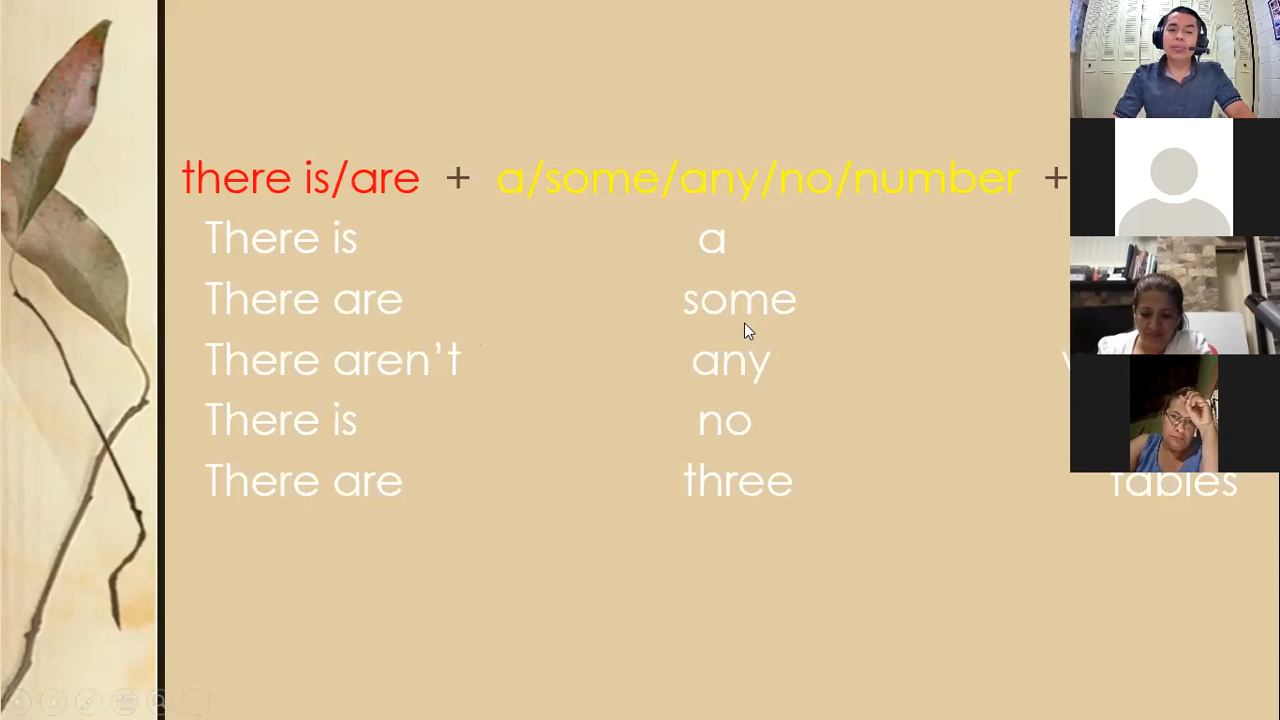 there is/are + a/some/any/no/number +
There is a
There are some
There aren’t any
There is no
There are three tables